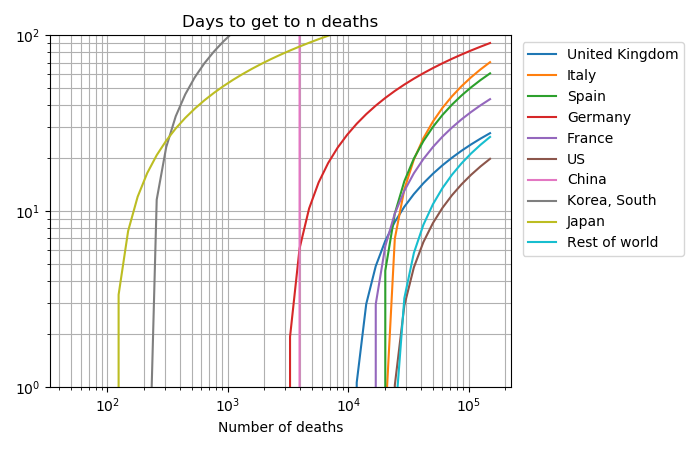 Days to get to n deaths
10²
10¹
10⁰
10²
10³
10⁴
10⁵
Number of deaths
United Kingdom
Italy
Spain
Germany
France
US
China
Korea, South
Japan
Rest of world